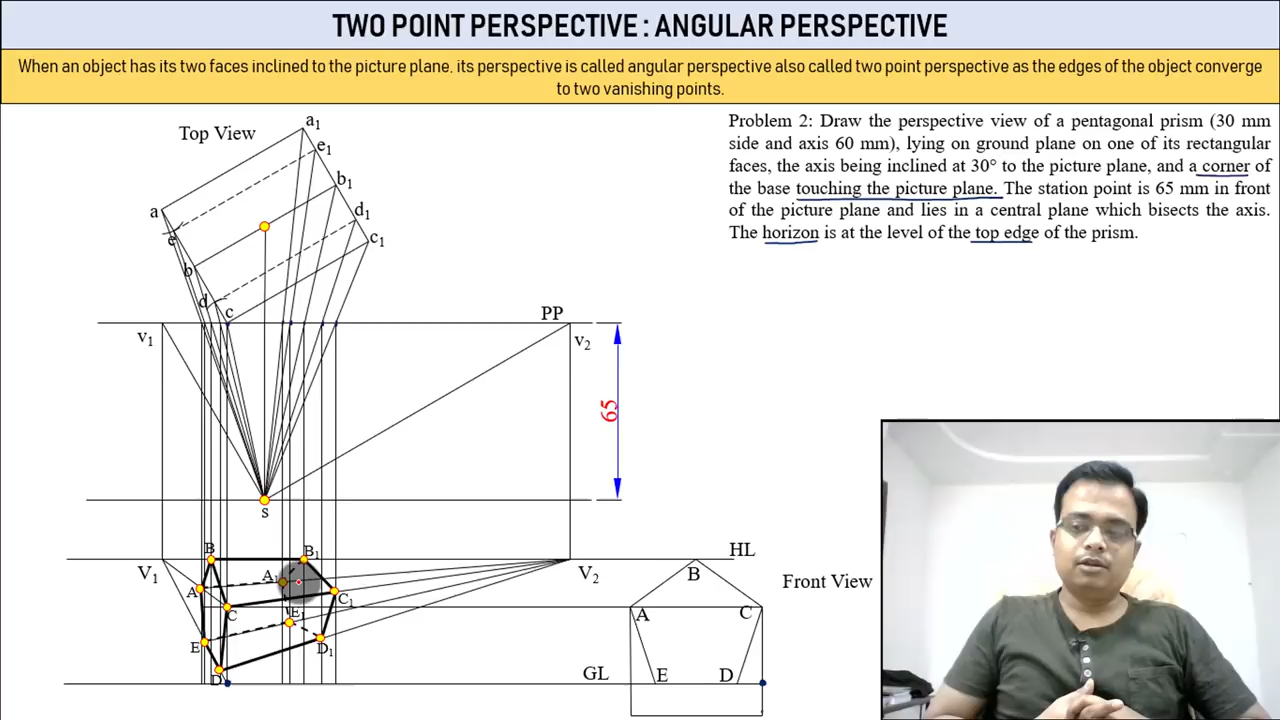 TWO POINT PERSPECTIVE : ANGULAR PERSPECTIVE
When an object has its two faces inclined to the picture plane. its perspective is called angular perspective also called two point perspective as the edges of the object converge
to two vanishing points.
Problem 2: Draw the perspective view of a pentagonal prism (30 mm
side and axis 60 mm), lying on ground plane on one of its rectangular
faces, the axis being inclined at 30° to the picture plane, and a corner of
the base touching the picture plane. The station point is 65 mm in front
of the picture plane and lies in a central plane which bisects the axis.
The horizon is at the level of the top edge of the prism.
Top View
a₁
e₁
b₁
a
d₁
e
c₁
b
d
c
PP
v₁
v₂
65
s
B
B₁
HL
V₁
A₁
V₂
B
Front View
A
C₁
C
E₁
A
C
E
D₁
D
GL
E
D